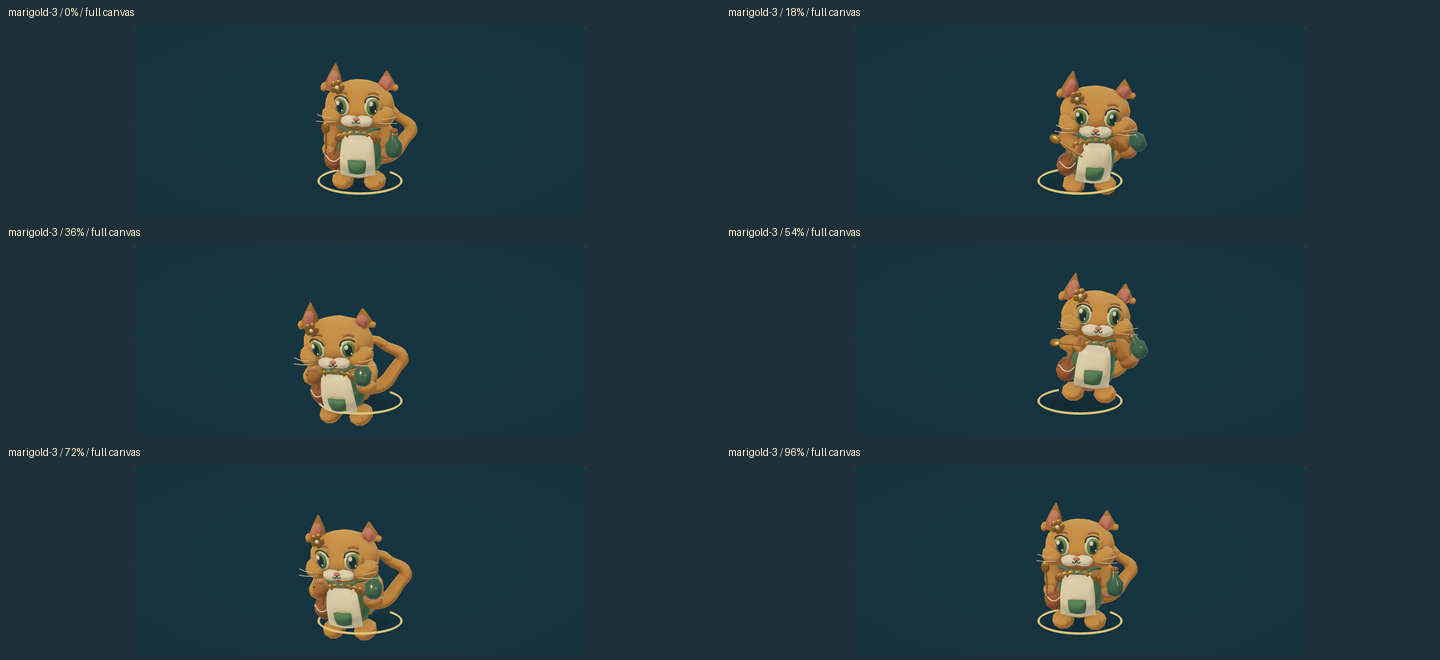 marigold-3 / 0% / full canvas
marigold-3 / 18% / full canvas
marigold-3 / 36% / full canvas
marigold-3 / 54% / full canvas
marigold-3 / 72% / full canvas
marigold-3 / 96% / full canvas